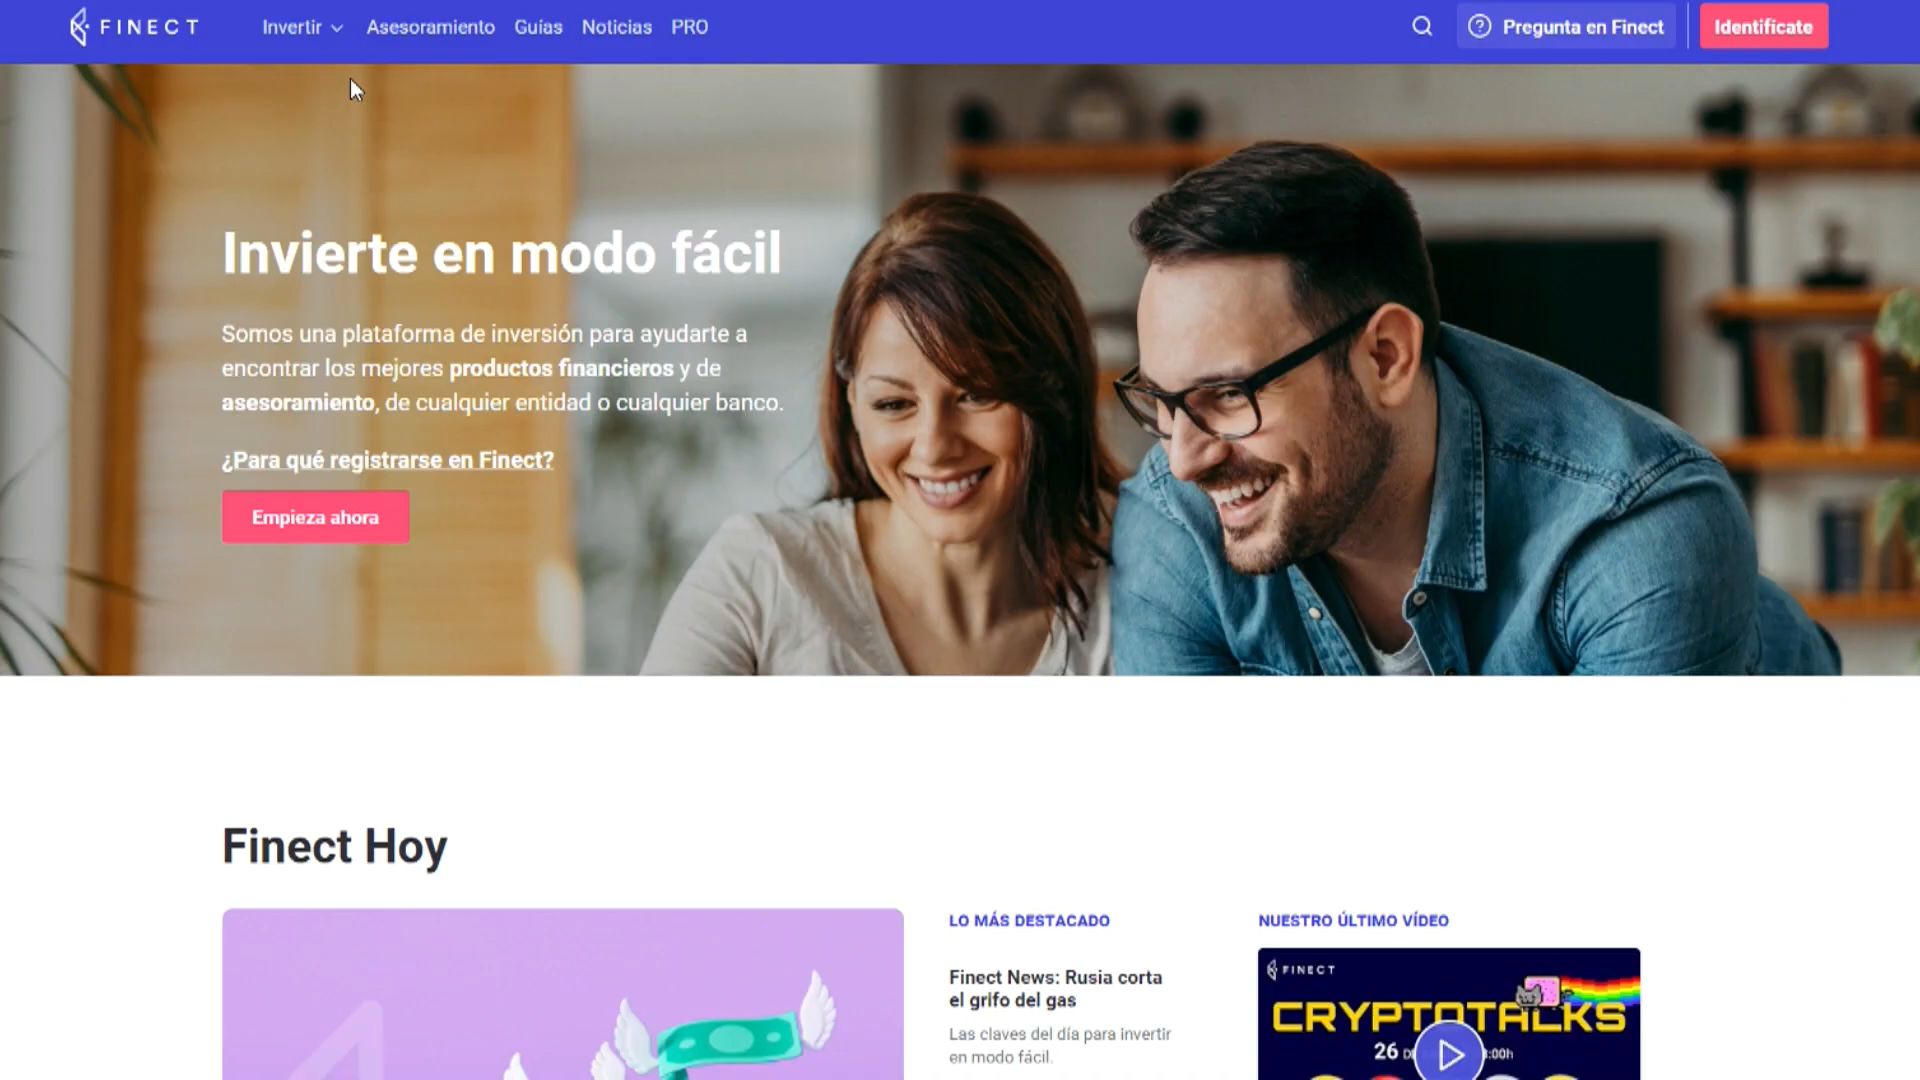 FINECT
Invertir
Asesoramiento
Guías
Noticias
PRO
Pregunta en Finect
Identifícate
Invierte en modo fácil
Somos una plataforma de inversión para ayudarte a
encontrar los mejores productos financieros y de
asesoramiento, de cualquier entidad o cualquier banco.
¿Para qué registrarse en Finect?
Empieza ahora
Finect Hoy
LO MÁS DESTACADO
Finect News: Rusia corta
el grifo del gas
Las claves del día para invertir
en modo fácil.
NUESTRO ÚLTIMO VÍDEO
FINECT
CRYPTOTALKS
26
:00h